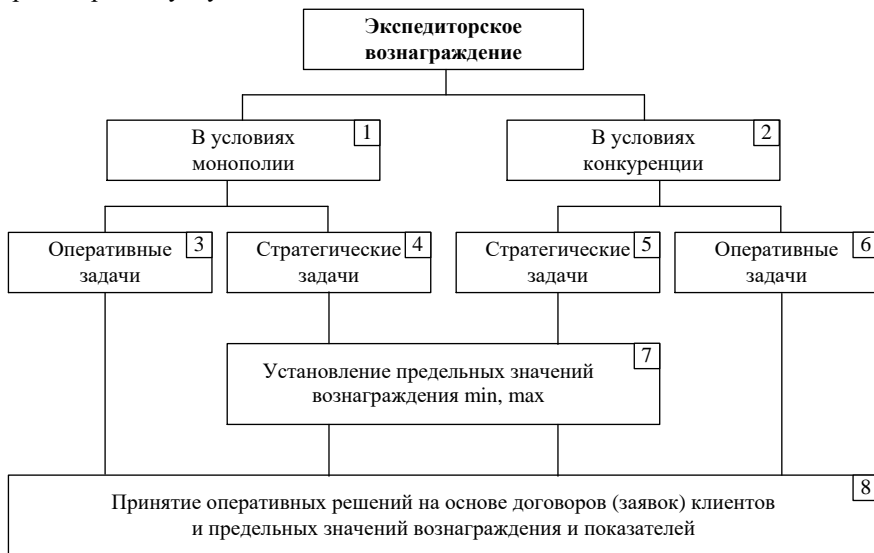 Экспедиторское
вознаграждение
1
В условиях
монополии
2
В условиях
конкуренции
3
Оперативные
задачи
4
Стратегические
задачи
5
Стратегические
задачи
6
Оперативные
задачи
7
Установление предельных значений
вознаграждения min, max
8
Принятие оперативных решений на основе договоров (заявок) клиентов
и предельных значений вознаграждения и показателей